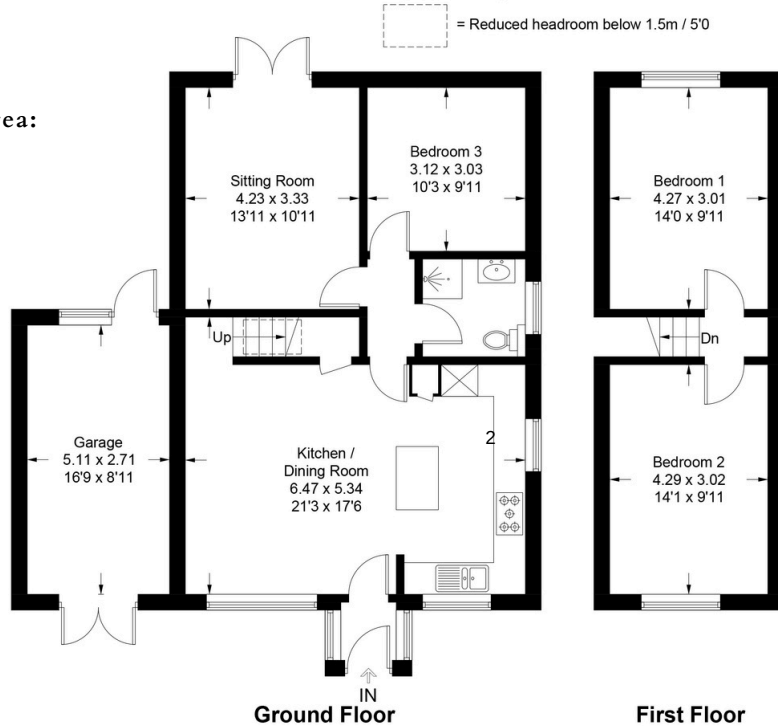 = Reduced headroom below 1.5m / 5'0
ea:
Sitting Room
4.23 x 3.33
13'11 x 10'11
Bedroom 3
3.12 x 3.03
10'3 x 9'11
Bedroom 1
4.27 x 3.01
14'0 x 9'11
Up
Dn
Garage
5.11 x 2.71
16'9 x 8'11
Kitchen /
Dining Room
6.47 x 5.34
21'3 x 17'6
2
Bedroom 2
4.29 x 3.02
14'1 x 9'11
IN
Ground Floor
First Floor